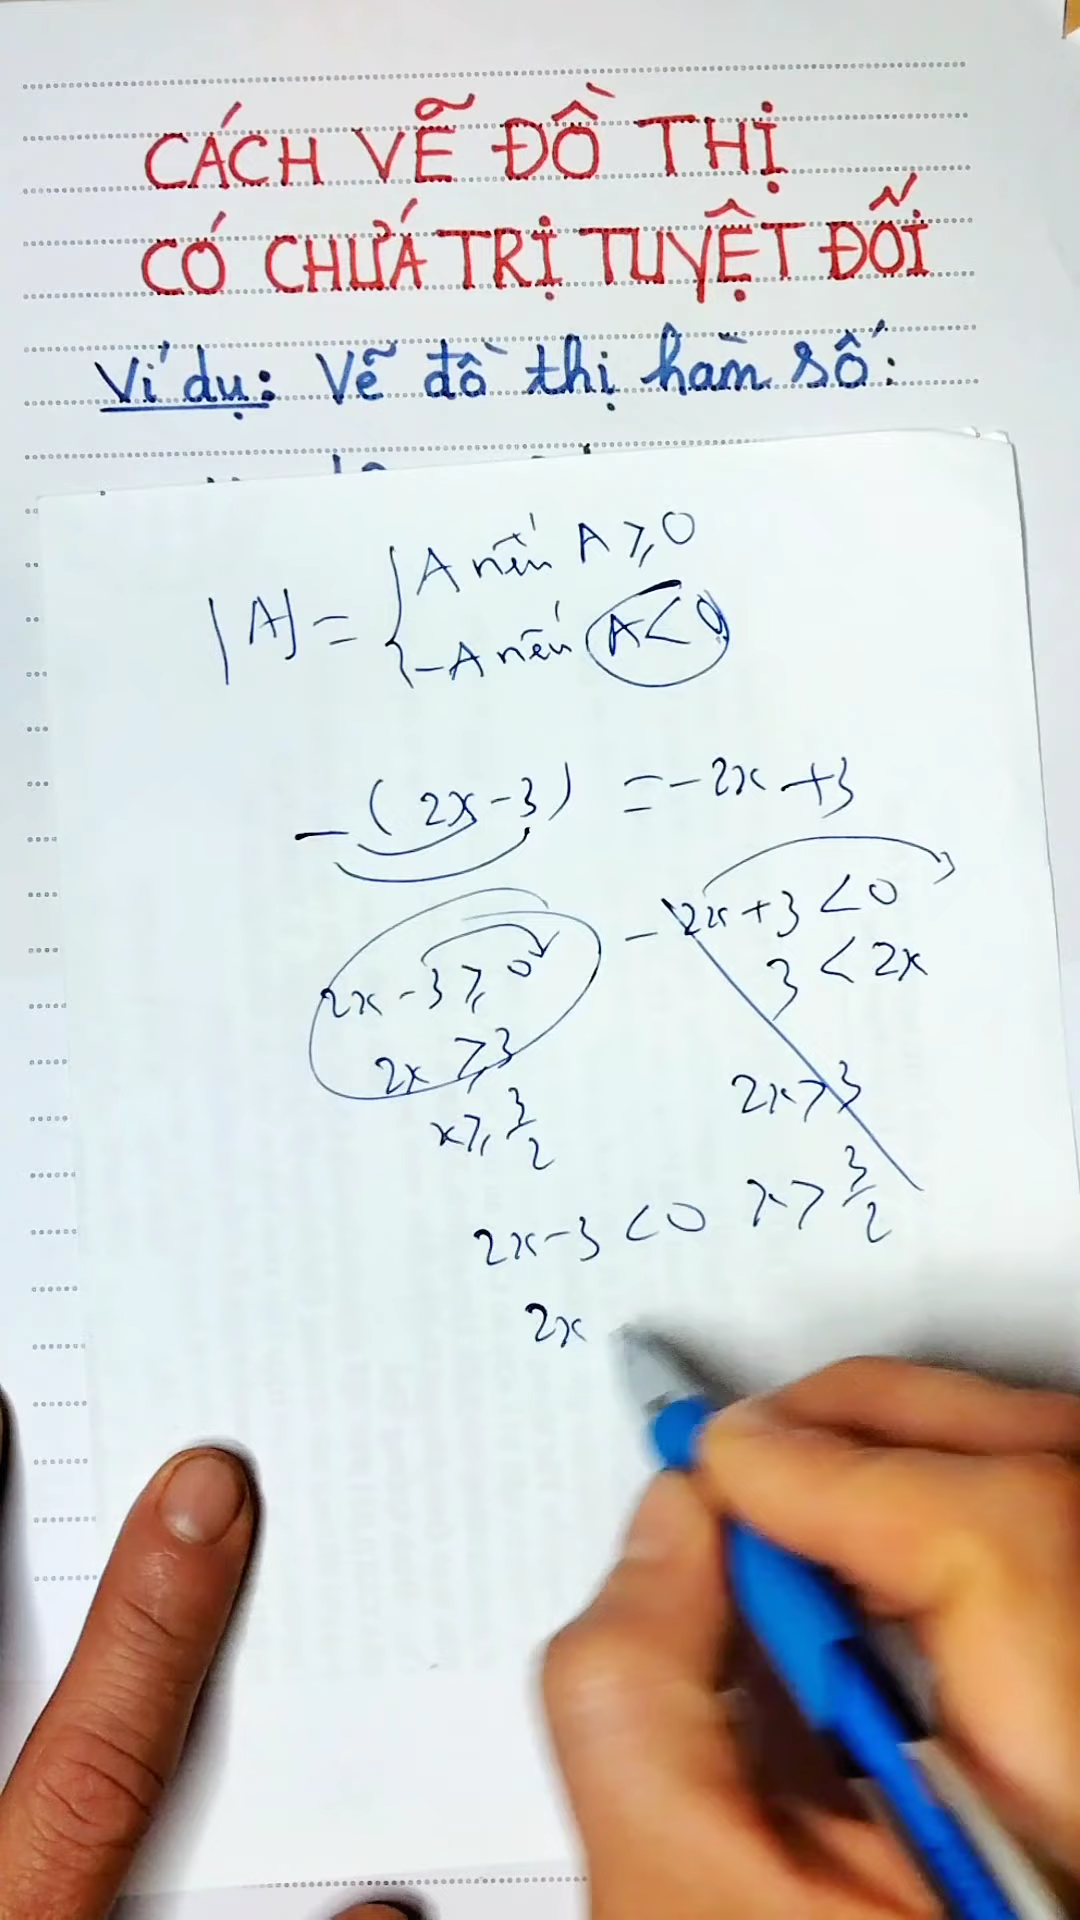 CÁCH VẼ ĐỒ THỊ
CÓ CHỨA TRỊ TUYỆT ĐỐI
Ví dụ: Vẽ đồ thị hàm số:
|A| = { A nếu A ⩾ 0
-A nếu A < 0
-(2x-3) = -2x+3
2x-3 ⩾ 0
2x ⩾ 3
x ⩾ 3/2
-2x+3 < 0
3 < 2x
2x > 3
x > 3/2
2x-3 < 0
2x